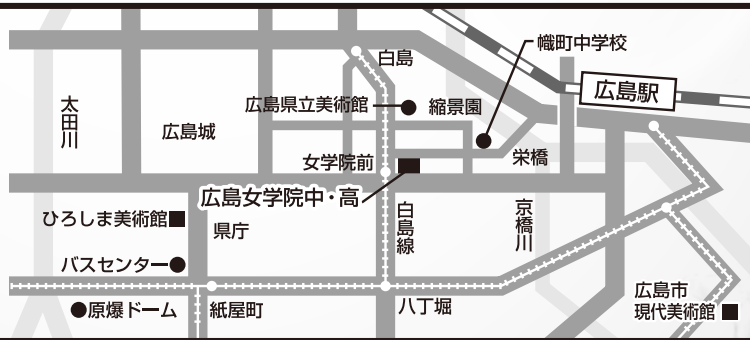 幟町中学校
白島
広島駅
広島県立美術館
縮景園
太田川
広島城
女学院前
栄橋
広島女学院中・高
ひろしま美術館
県庁
白島線
京橋川
バスセンター
原爆ドーム
紙屋町
八丁堀
広島市
現代美術館